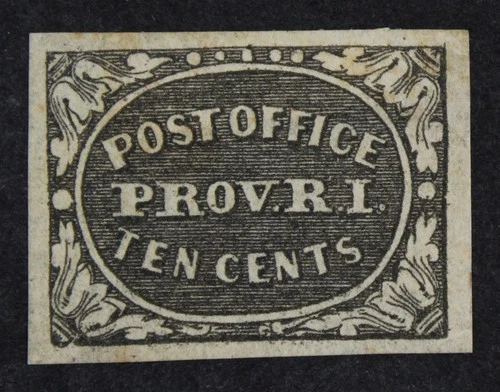 POST OFFICE
PROV. R. I.
TEN CENTS